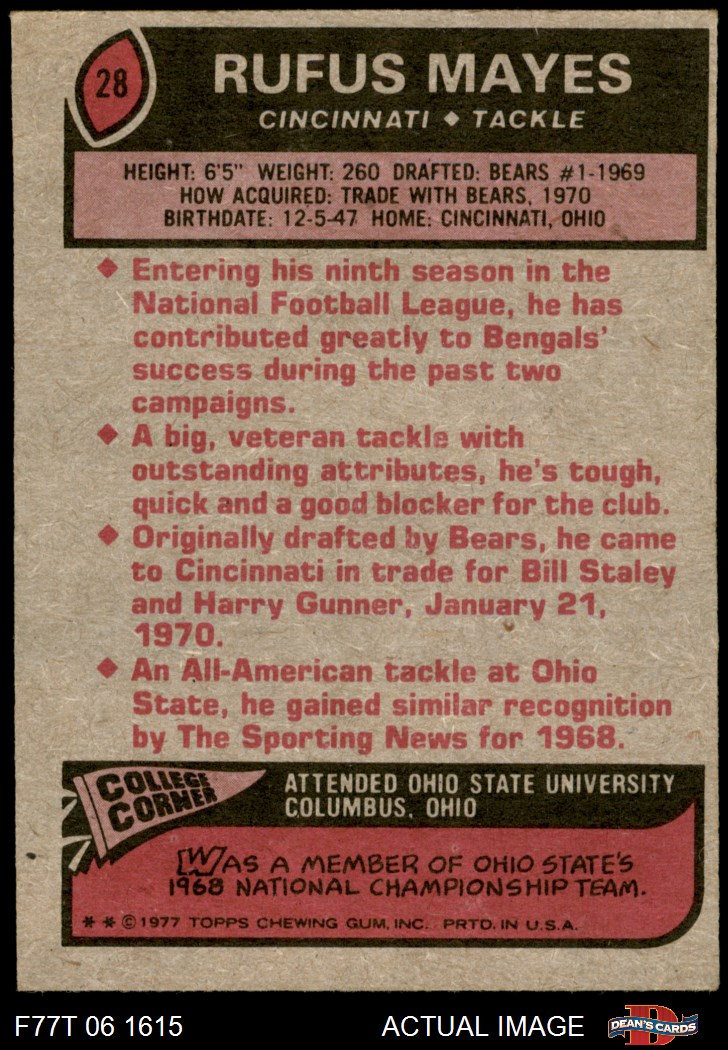 28
RUFUS MAYES
CINCINNATI ◆ TACKLE
HEIGHT: 6'5" WEIGHT: 260 DRAFTED: BEARS #1-1969
HOW ACQUIRED: TRADE WITH BEARS, 1970
BIRTHDATE: 12-5-47 HOME: CINCINNATI, OHIO
◆ Entering his ninth season in the
National Football League, he has
contributed greatly to Bengals'
success during the past two
campaigns.
◆ A big, veteran tackle with
outstanding attributes, he's tough,
quick and a good blocker for the club.
◆ Originally drafted by Bears, he came
to Cincinnati in trade for Bill Staley
and Harry Gunner, January 21,
1970.
◆ An All-American tackle at Ohio
State, he gained similar recognition
by The Sporting News for 1968.
COLLEGE
CORNER
ATTENDED OHIO STATE UNIVERSITY
COLUMBUS, OHIO
WAS A MEMBER OF OHIO STATE'S
1968 NATIONAL CHAMPIONSHIP TEAM.
** © 1977 TOPPS CHEWING GUM, INC. PRTD. IN U.S.A.
F77T 06 1615
ACTUAL IMAGE
D
DEAN'S CARDS